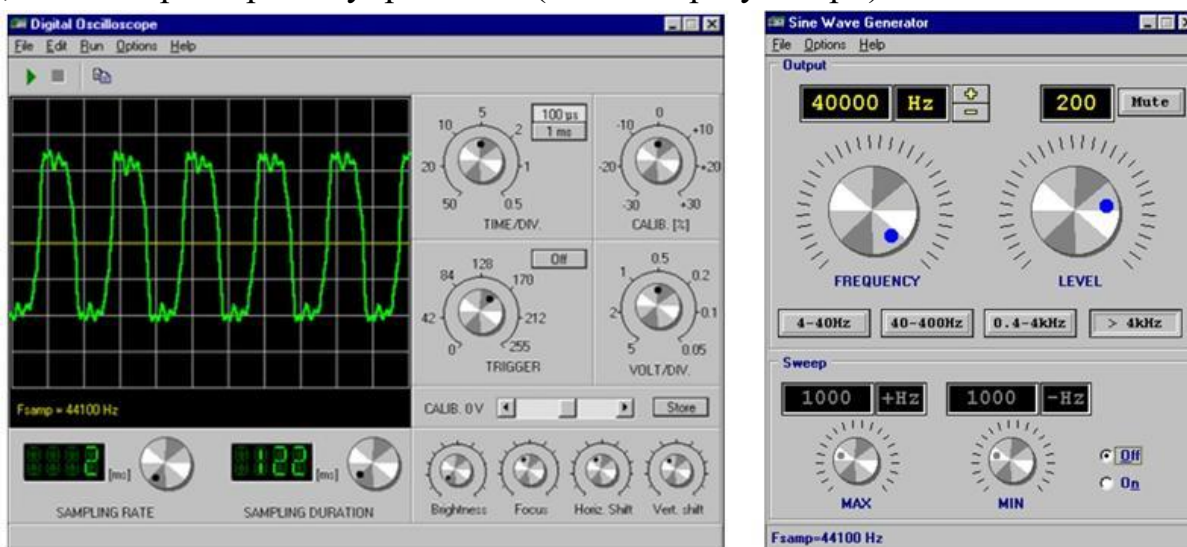 Digital Oscilloscope
File Edit Run Options Help
5
10
2
20
1
50
0.5
100 µs
1 ms
TIME/DIV.
0
-10
+10
-20
+20
-30
+30
CALIB. [%]
128
84
170
42
212
0
255
Off
TRIGGER
0.5
1
0.2
2
0.1
5
0.05
VOLT/DIV.
Fsamp = 44100 Hz
CALIB. 0 V
Store
2 [ms]
122 [ms]
SAMPLING RATE
SAMPLING DURATION
Brightness
Focus
Horiz. Shift
Vert. shift
Sine Wave Generator
File Options Help
Output
40000 Hz
+
-
200
Mute
FREQUENCY
LEVEL
4-40Hz
40-400Hz
0.4-4kHz
> 4kHz
Sweep
1000 +Hz
1000 -Hz
MAX
MIN
Off
On
Fsamp=44100 Hz